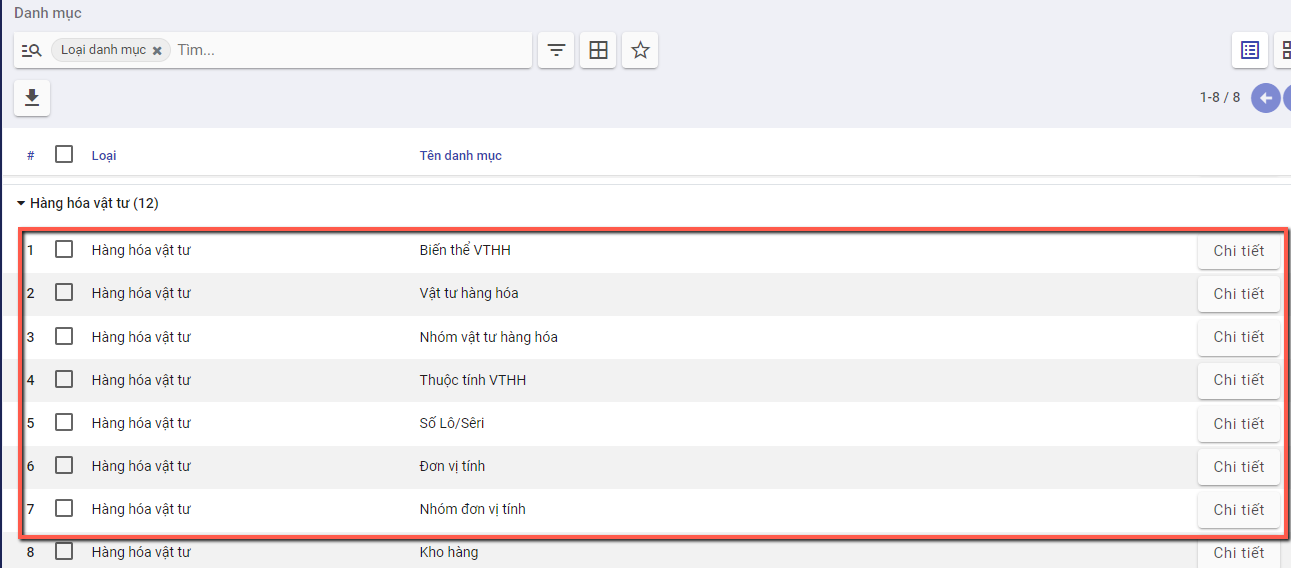 Danh mục
Loại danh mục × Tìm...
1-8 / 8
# Loại Tên danh mục
Hàng hóa vật tư (12)
1 Hàng hóa vật tư Biến thể VTHH Chi tiết
2 Hàng hóa vật tư Vật tư hàng hóa Chi tiết
3 Hàng hóa vật tư Nhóm vật tư hàng hóa Chi tiết
4 Hàng hóa vật tư Thuộc tính VTHH Chi tiết
5 Hàng hóa vật tư Số Lô/Sêri Chi tiết
6 Hàng hóa vật tư Đơn vị tính Chi tiết
7 Hàng hóa vật tư Nhóm đơn vị tính Chi tiết
8 Hàng hóa vật tư Kho hàng Chi tiết